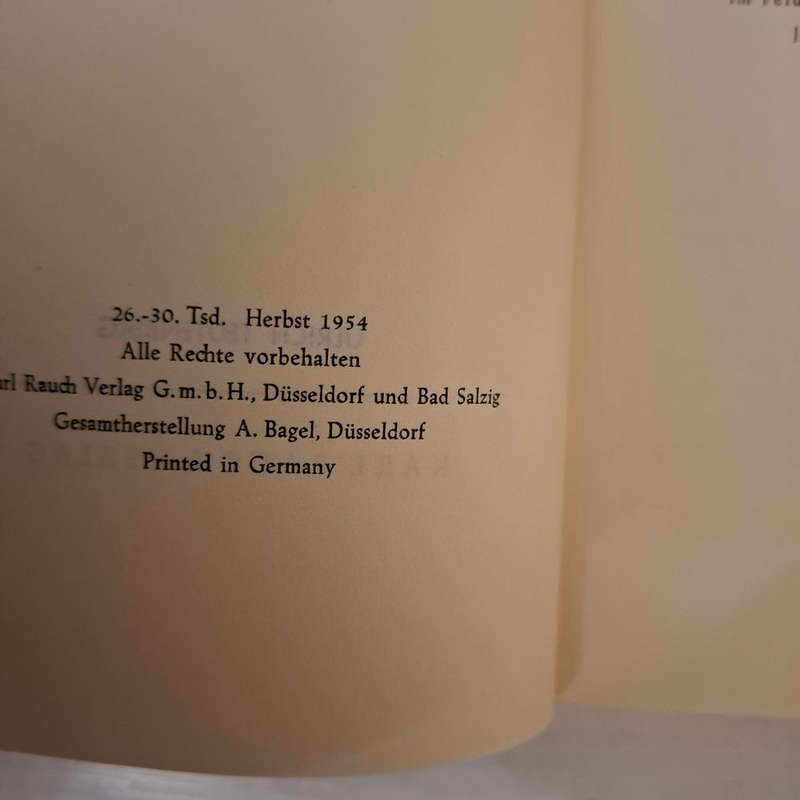 26.-30. Tsd. Herbst 1954
Alle Rechte vorbehalten
Rauch Verlag G.m.b.H., Düsseldorf und Bad Salzig
Gesamtherstellung A. Bagel, Düsseldorf
Printed in Germany